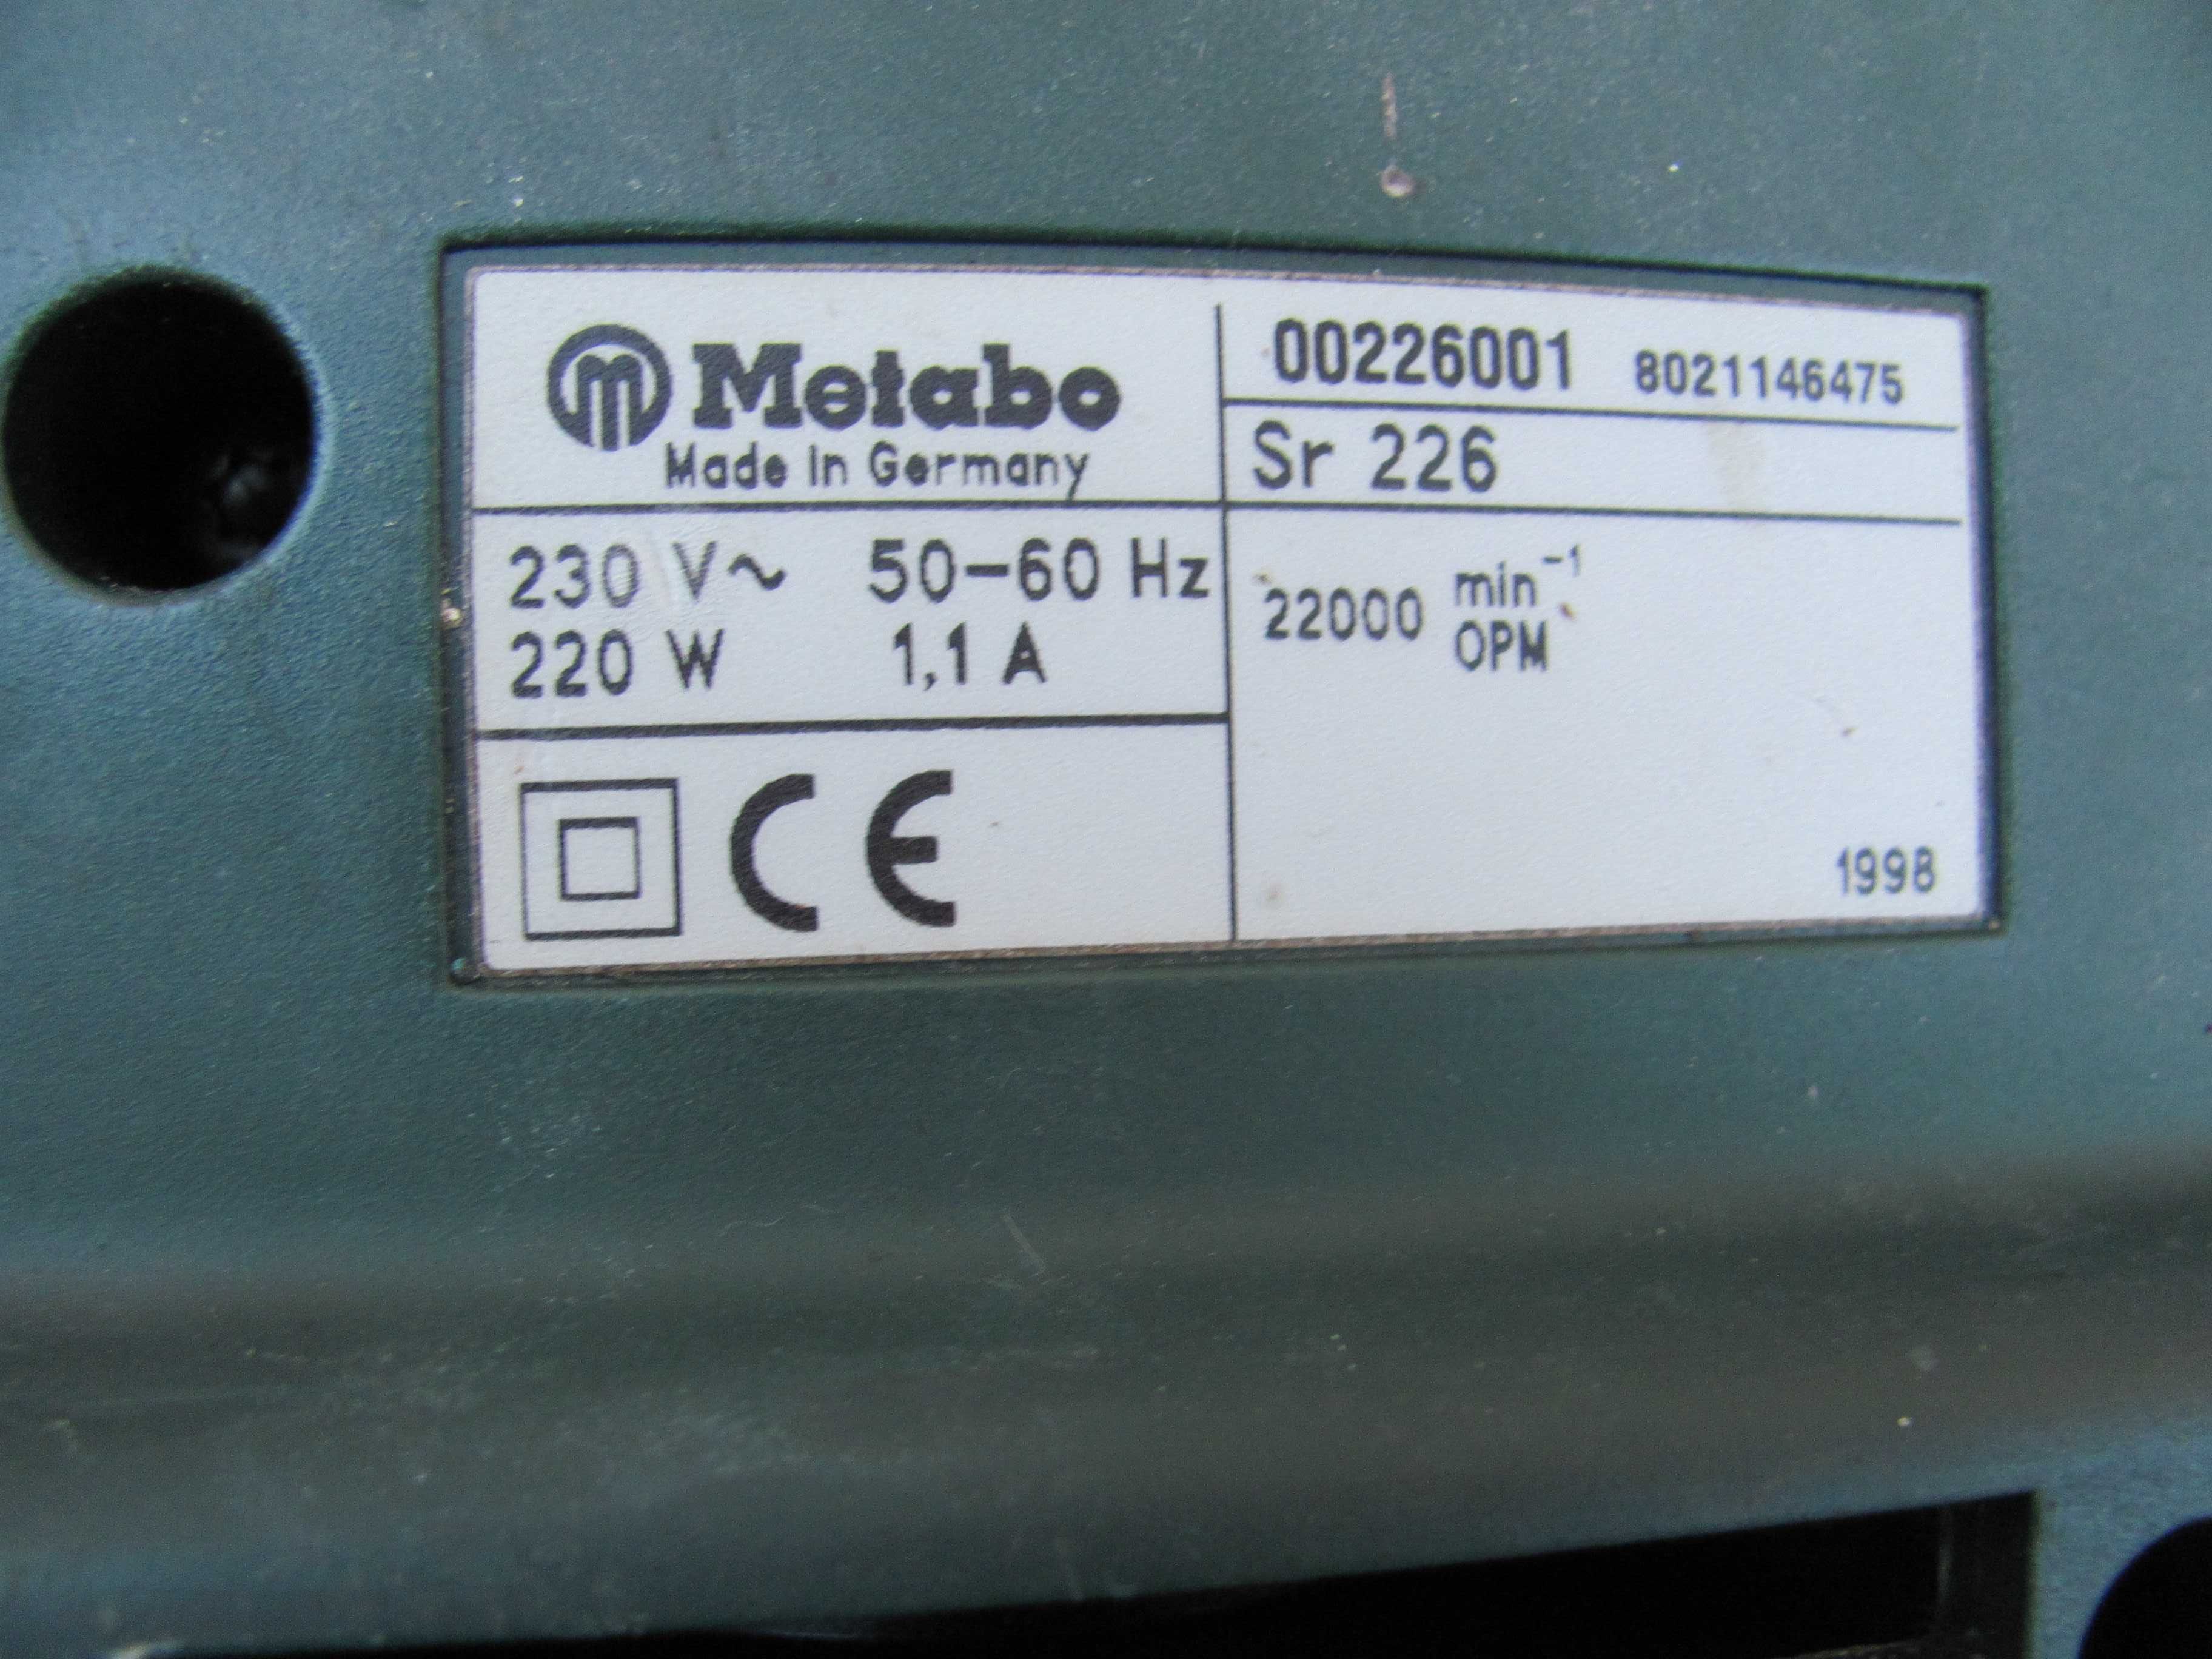 Metabo
Made in Germany
00226001 8021146475
Sr 226
230 V~ 50-60 Hz
220 W 1,1 A
22000 min⁻¹
OPM
CE
1998